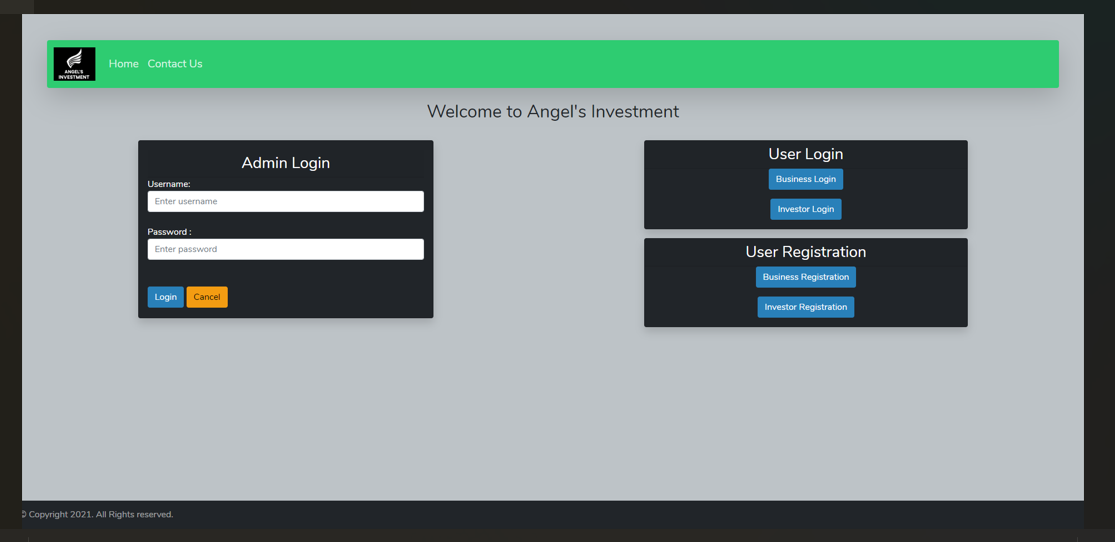 ANGEL'S
INVESTMENT
Home Contact Us
Welcome to Angel's Investment
Admin Login
Username:
Enter username
Password :
Enter password
Login Cancel
User Login
Business Login
Investor Login
User Registration
Business Registration
Investor Registration
© Copyright 2021. All Rights reserved.